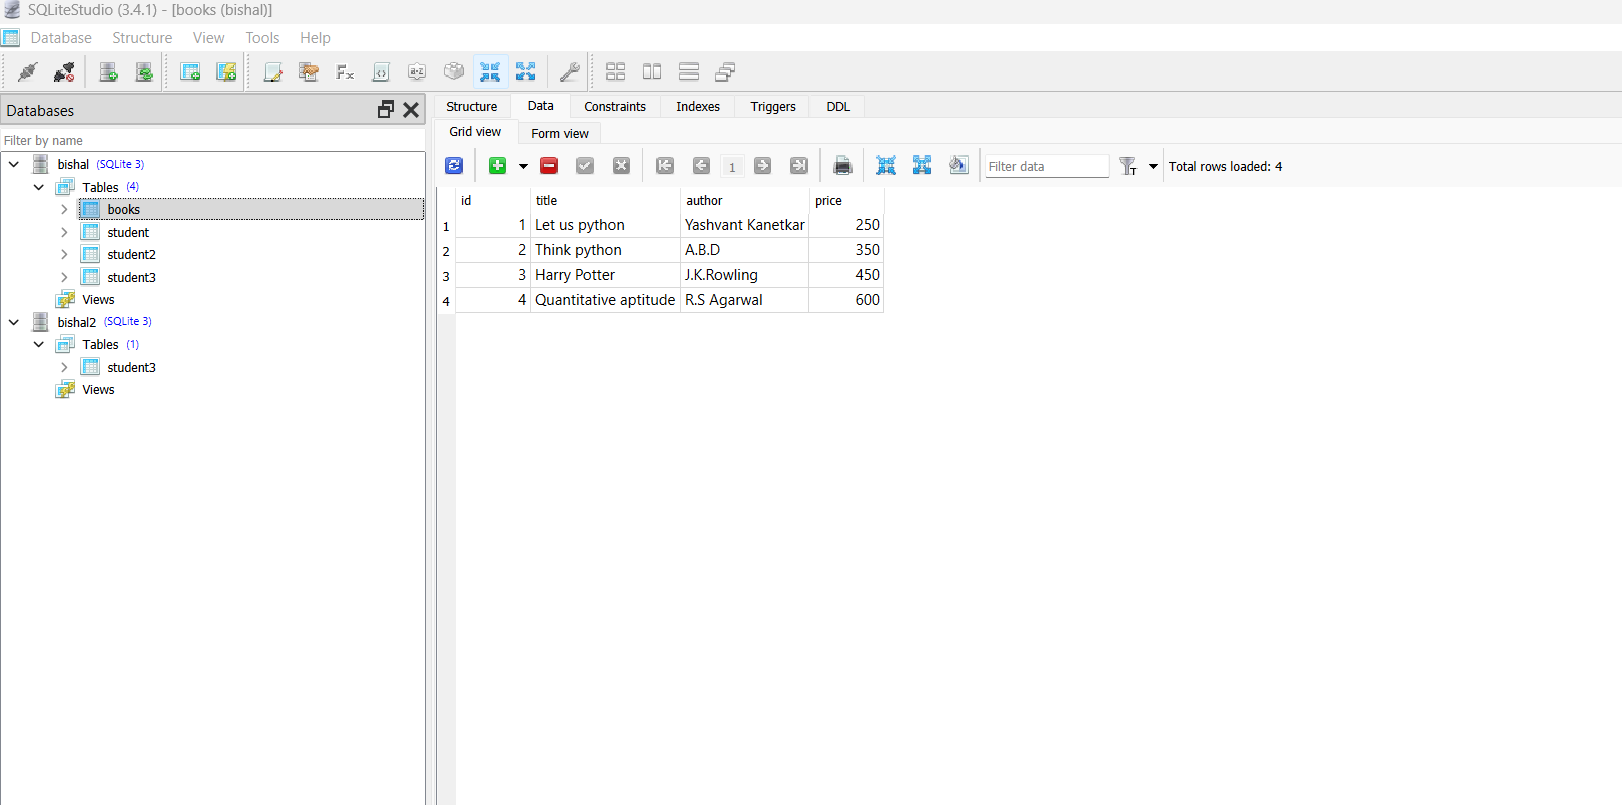 SQLiteStudio (3.4.1) - [books (bishal)]
Database Structure View Tools Help
Databases
Filter by name
bishal (SQLite 3)
Tables (4)
books
student
student2
student3
Views
bishal2 (SQLite 3)
Tables (1)
student3
Views
Structure Data Constraints Indexes Triggers DDL
Grid view Form view
1 Filter data Total rows loaded: 4
id title author price
1 1 Let us python Yashvant Kanetkar 250
2 2 Think python A.B.D 350
3 3 Harry Potter J.K.Rowling 450
4 4 Quantitative aptitude R.S Agarwal 600